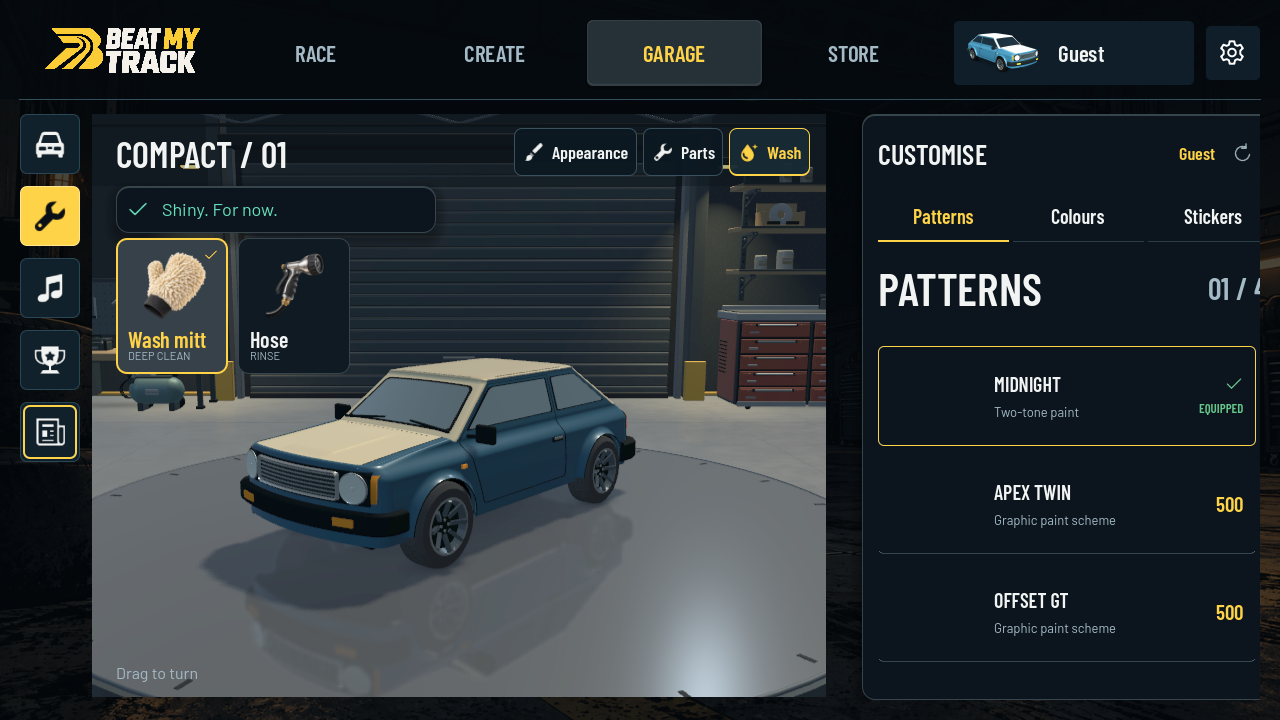 BEAT MY
TRACK
RACE
CREATE
GARAGE
STORE
Guest
COMPACT / 01
Appearance
Parts
Wash
Shiny. For now.
Wash mitt
DEEP CLEAN
Hose
RINSE
Drag to turn
CUSTOMISE
Guest
Patterns
Colours
Stickers
PATTERNS
01 / 4
MIDNIGHT
Two-tone paint
EQUIPPED
APEX TWIN
Graphic paint scheme
500
OFFSET GT
Graphic paint scheme
500